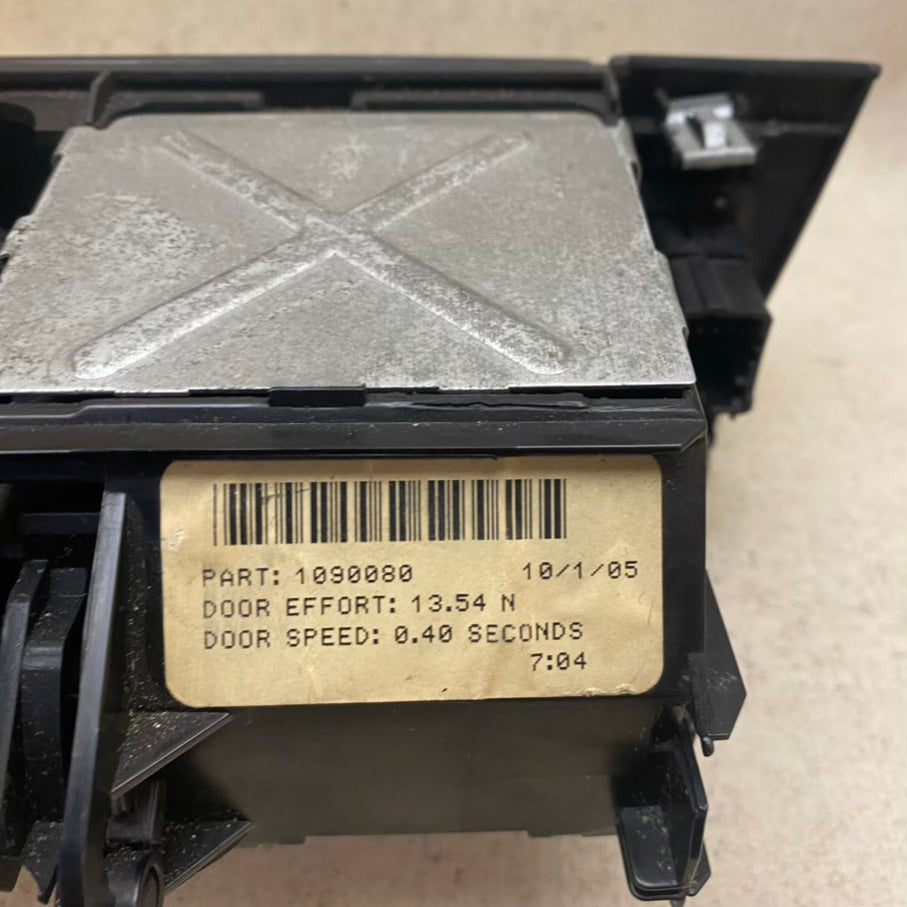 PART: 1090080 10/1/05
DOOR EFFORT: 13.54 N
DOOR SPEED: 0.40 SECONDS
7:04